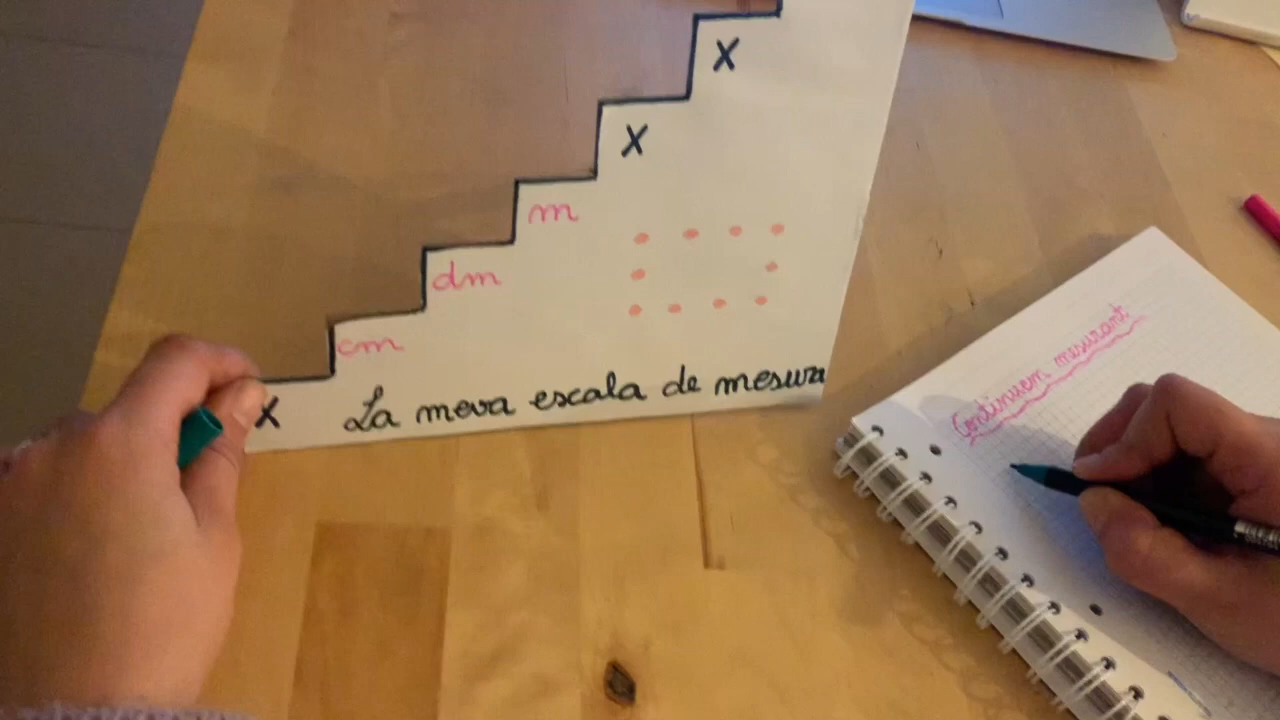 X
X
m
dm
cm
X
La meva escala de mesura
Continuem mesurant